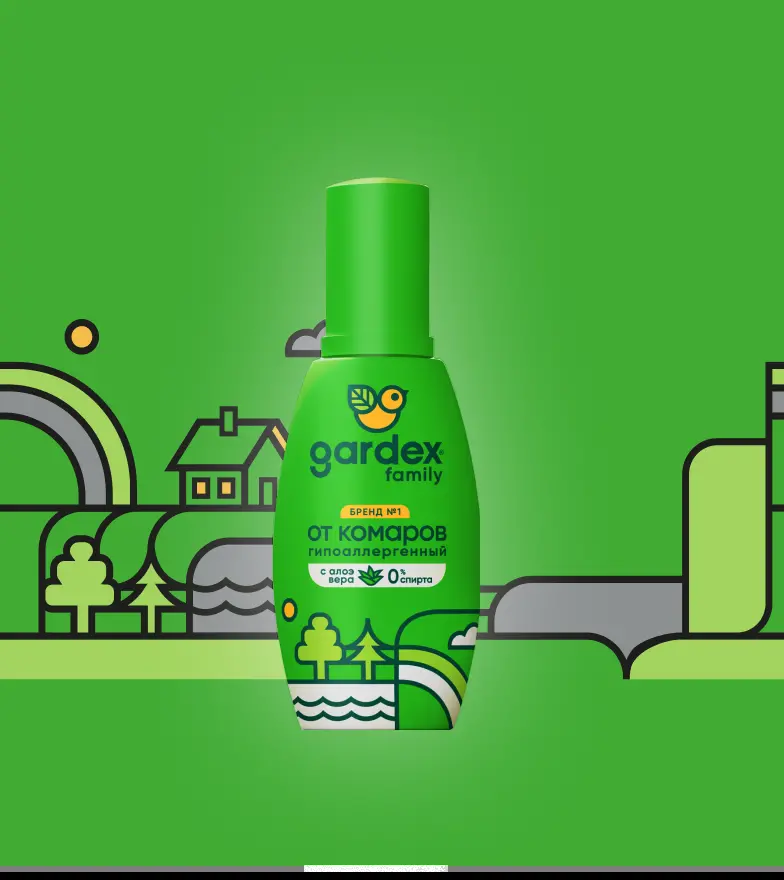 gardex®
family
БРЕНД №1
от комаров
гипоаллергенный
с алоэ
вера
0%
спирта